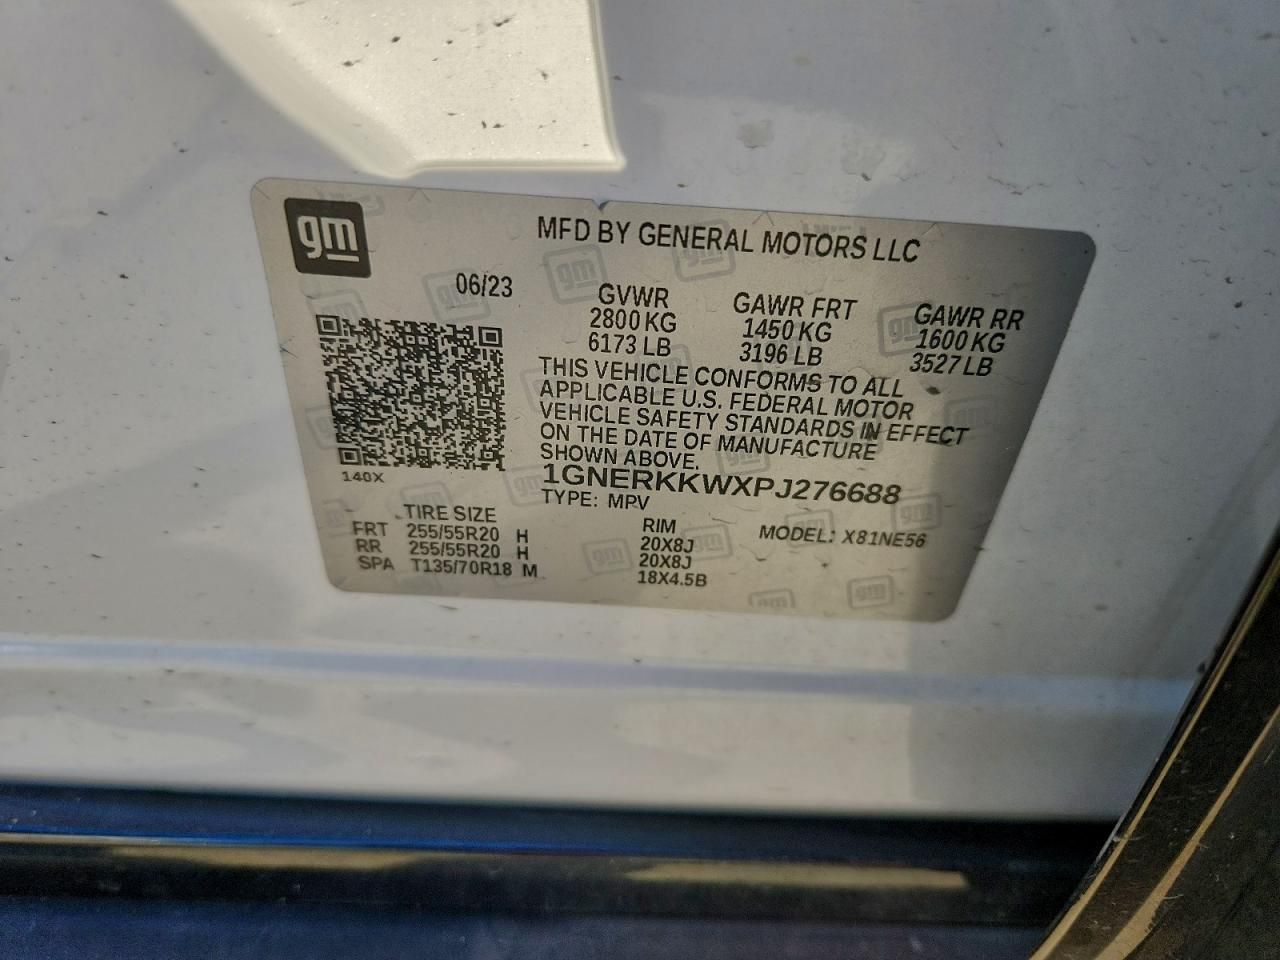 gm
MFD BY GENERAL MOTORS LLC
06/23
GVWR GAWR FRT GAWR RR
2800 KG 1450 KG 1600 KG
6173 LB 3196 LB 3527 LB
THIS VEHICLE CONFORMS TO ALL
APPLICABLE U.S. FEDERAL MOTOR
VEHICLE SAFETY STANDARDS IN EFFECT
ON THE DATE OF MANUFACTURE
SHOWN ABOVE.
1GNERKKWXPJ276688
140X
TYPE: MPV
TIRE SIZE RIM MODEL: X81NE56
FRT 255/55R20 H 20X8J
RR 255/55R20 H 20X8J
SPA T135/70R18 M 18X4.5B